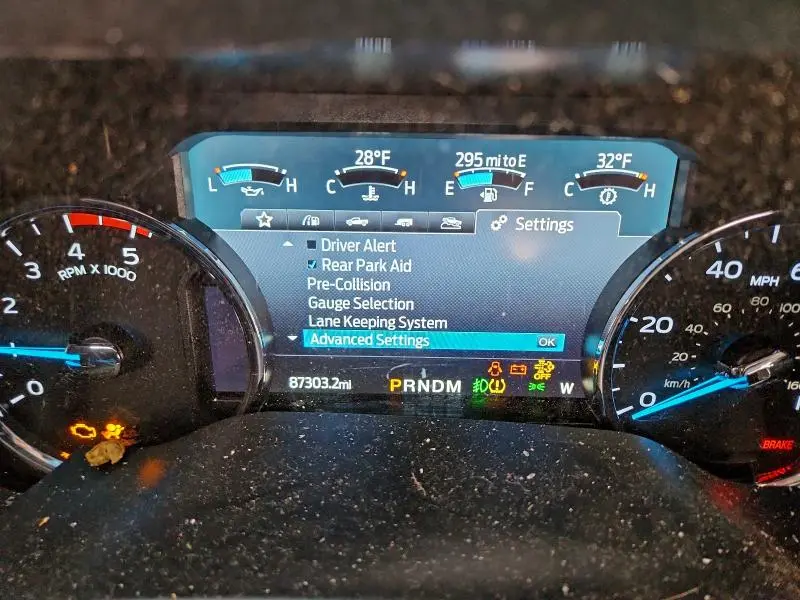 28°F
295 mi to E
32°F
L H
C H
E F
C H
Settings
Driver Alert
Rear Park Aid
Pre-Collision
Gauge Selection
Lane Keeping System
Advanced Settings OK
87303.2mi
PRNDM
OFF
W
5
4
3
2
0
RPM X 1000
40
20
0
MPH
100
80
60
40
20
km/h
BRAKE